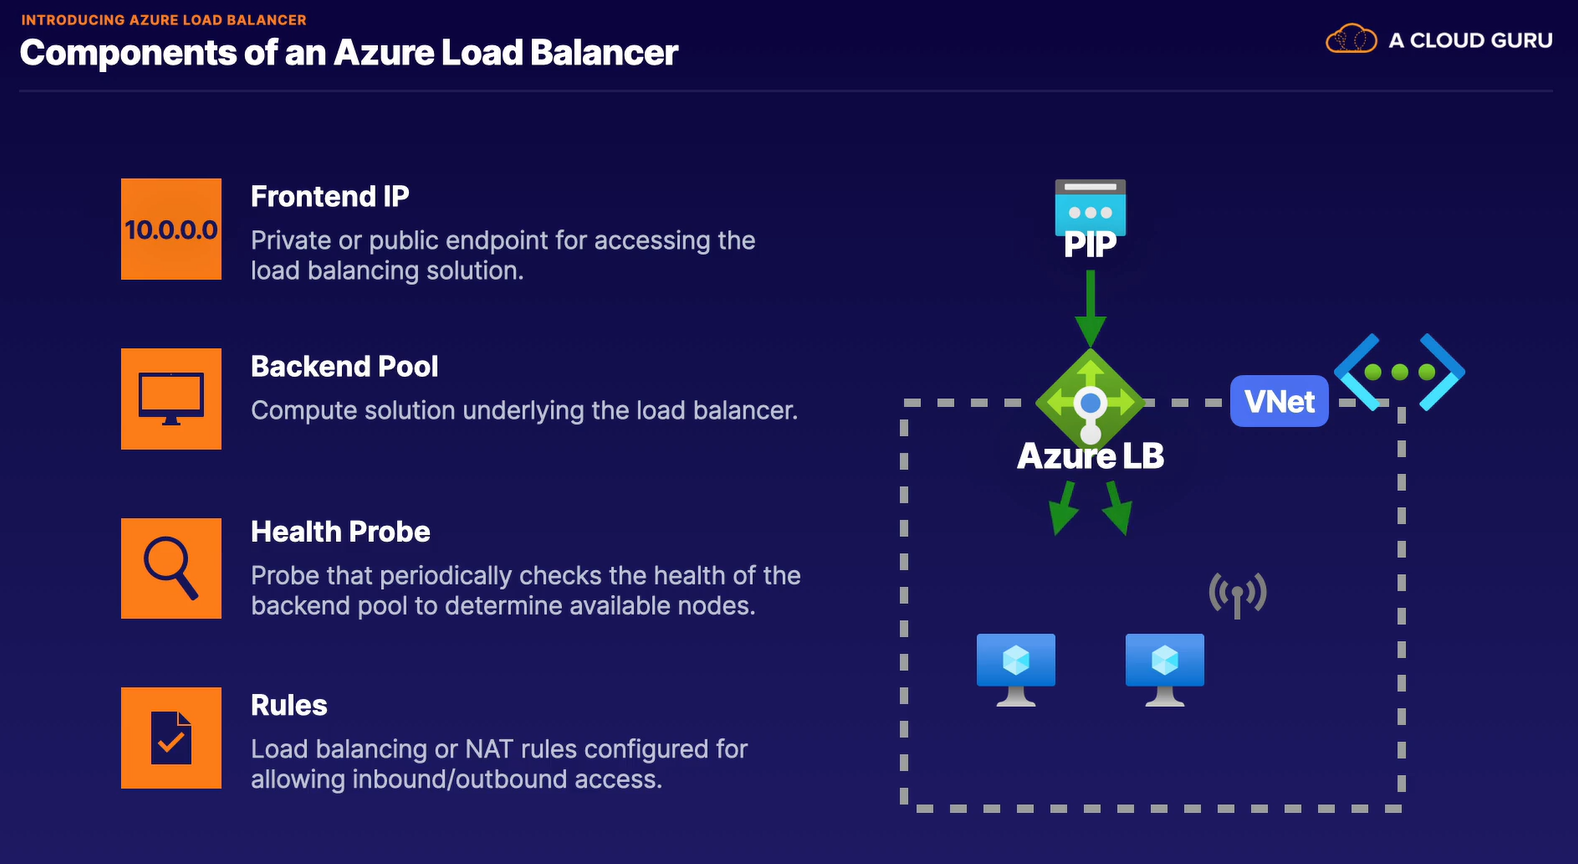 INTRODUCING AZURE LOAD BALANCER
Components of an Azure Load Balancer
A CLOUD GURU
10.0.0.0
Frontend IP
Private or public endpoint for accessing the
load balancing solution.
Backend Pool
Compute solution underlying the load balancer.
Health Probe
Probe that periodically checks the health of the
backend pool to determine available nodes.
Rules
Load balancing or NAT rules configured for
allowing inbound/outbound access.
PIP
VNet
Azure LB